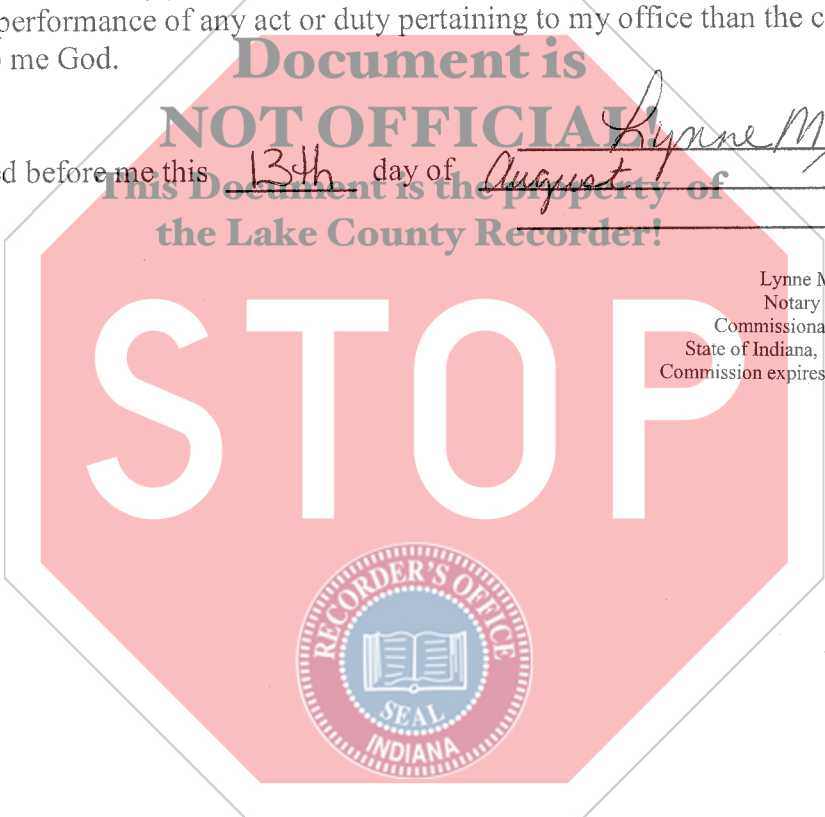 performance of any act or duty pertaining to my office than the c
me God.
Document is
NOT OFFICIAL!
Lynne M
ed before me this 13th day of August
This Document is the property of
the Lake County Recorder!
Lynne M
Notary
Commissiona
State of Indiana,
Commission expires
STOP
RECORDER'S OFFICE
SEAL
INDIANA